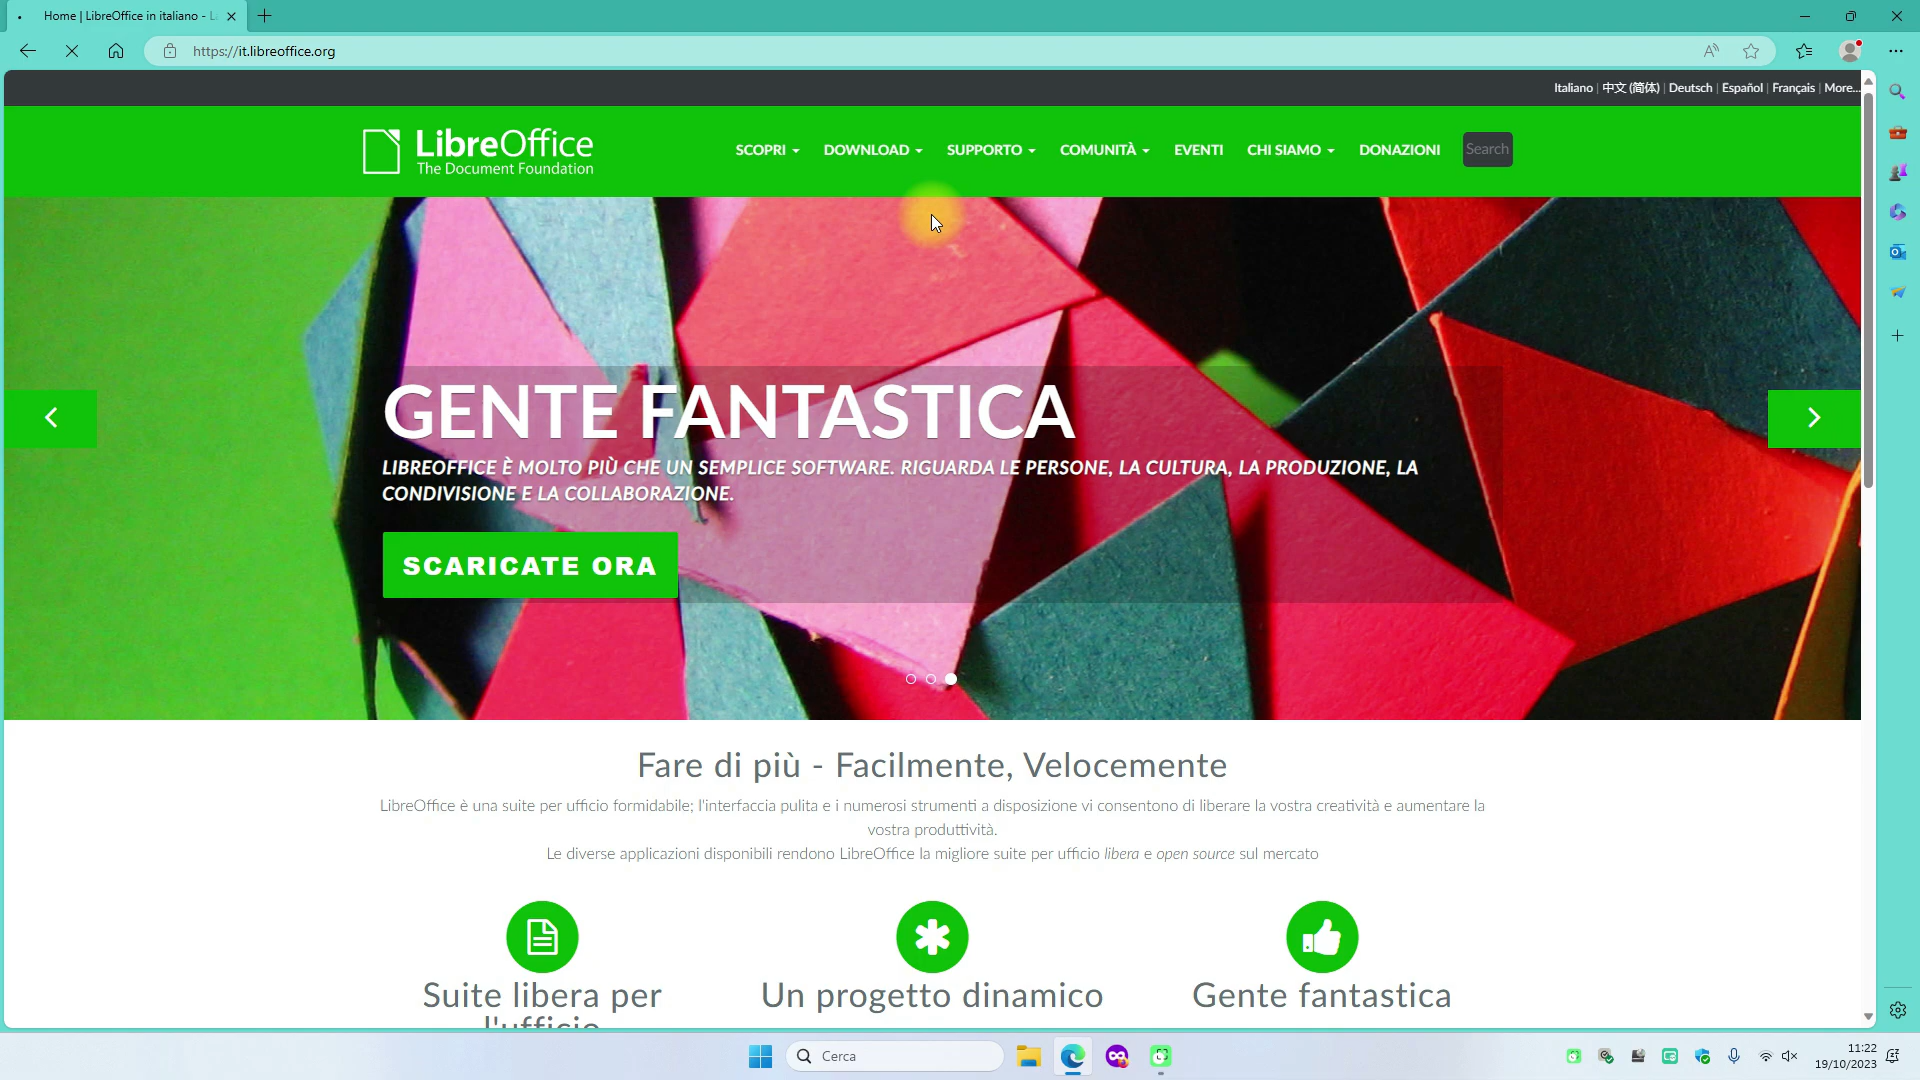 Home | LibreOffice in italiano -
https://it.libreoffice.org
Italiano | 中文 (简体) | Deutsch | Español | Français | More...
LibreOffice
The Document Foundation
SCOPRI DOWNLOAD SUPPORTO COMUNITÀ EVENTI CHI SIAMO DONAZIONI Search
GENTE FANTASTICA
LIBREOFFICE È MOLTO PIÙ CHE UN SEMPLICE SOFTWARE. RIGUARDA LE PERSONE, LA CULTURA, LA PRODUZIONE, LA
CONDIVISIONE E LA COLLABORAZIONE.
SCARICATE ORA
Fare di più - Facilmente, Velocemente
LibreOffice è una suite per ufficio formidabile; l'interfaccia pulita e i numerosi strumenti a disposizione vi consentono di liberare la vostra creatività e aumentare la
vostra produttività.
Le diverse applicazioni disponibili rendono LibreOffice la migliore suite per ufficio libera e open source sul mercato
Suite libera per
l'ufficio
Un progetto dinamico
Gente fantastica
Cerca
11:22
19/10/2023